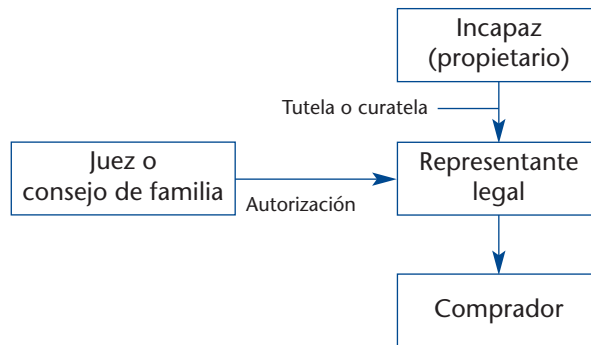 Incapaz
(propietario)
Tutela o curatela
Juez o
consejo de familia
Autorización
Representante
legal
Comprador